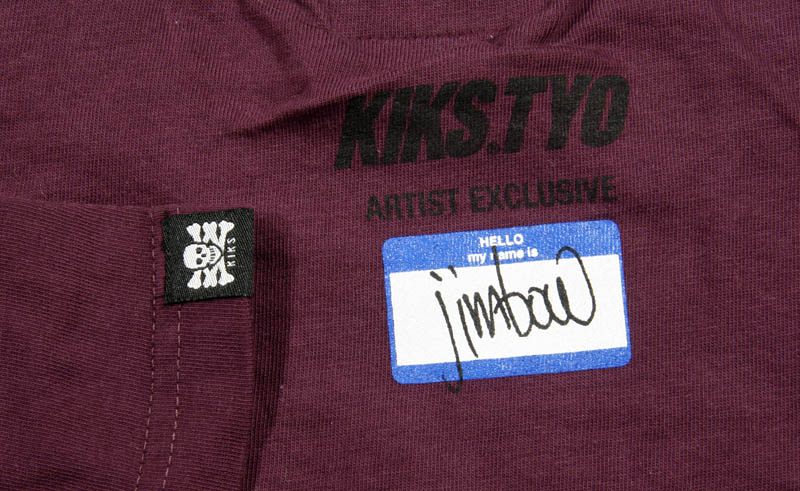 KIKS.TYO
ARTIST EXCLUSIVE
HELLO
my name is
jimbow
KIKS